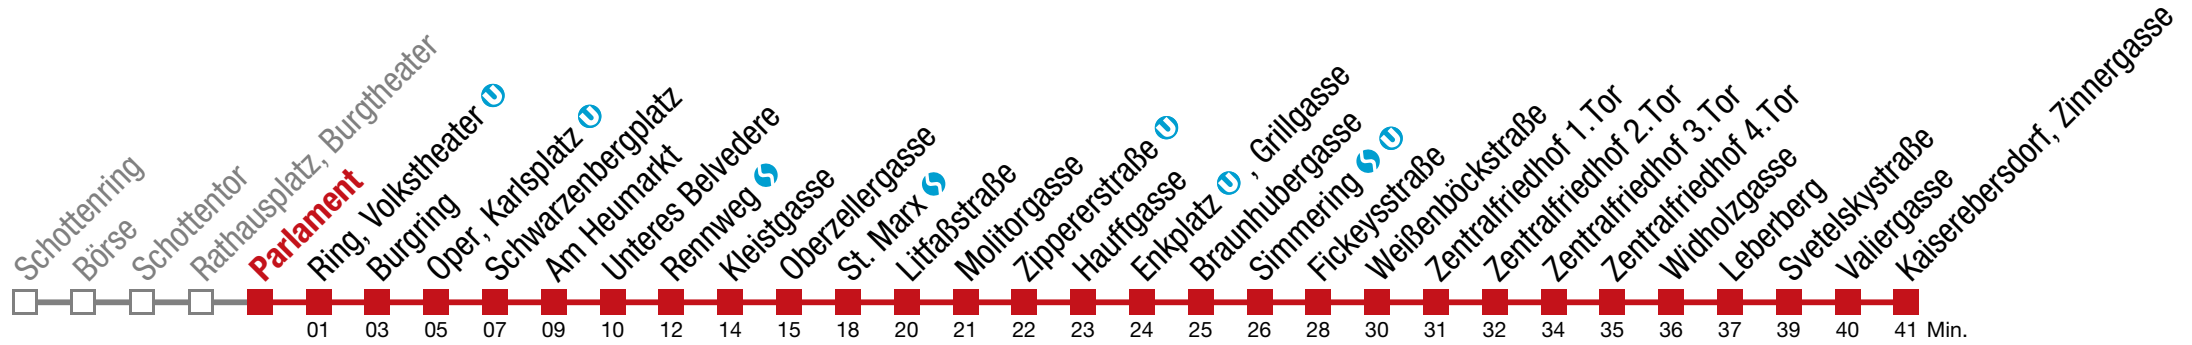 Schottenring
Börse
Schottentor
Rathausplatz, Burgtheater
Parlament
Ring, Volkstheater U
Burgring
Oper, Karlsplatz U
Schwarzenbergplatz
Am Heumarkt
Unteres Belvedere
Rennweg S
Kleistgasse
Oberzellergasse
St. Marx S
Litfaßstraße
Molitorgasse
Zippererstraße U
Hauffgasse
Enkplatz U , Grillgasse
Braunhubergasse
Simmering S U
Fickeysstraße
Weißenböckstraße
Zentralfriedhof 1.Tor
Zentralfriedhof 2.Tor
Zentralfriedhof 3.Tor
Zentralfriedhof 4.Tor
Widholzgasse
Leberberg
Svetelskystraße
Valiergasse
Kaiserebersdorf, Zinnergasse
01 03 05 07 09 10 12 14 15 18 20 21 22 23 24 25 26 28 30 31 32 34 35 36 37 39 40 41 Min.